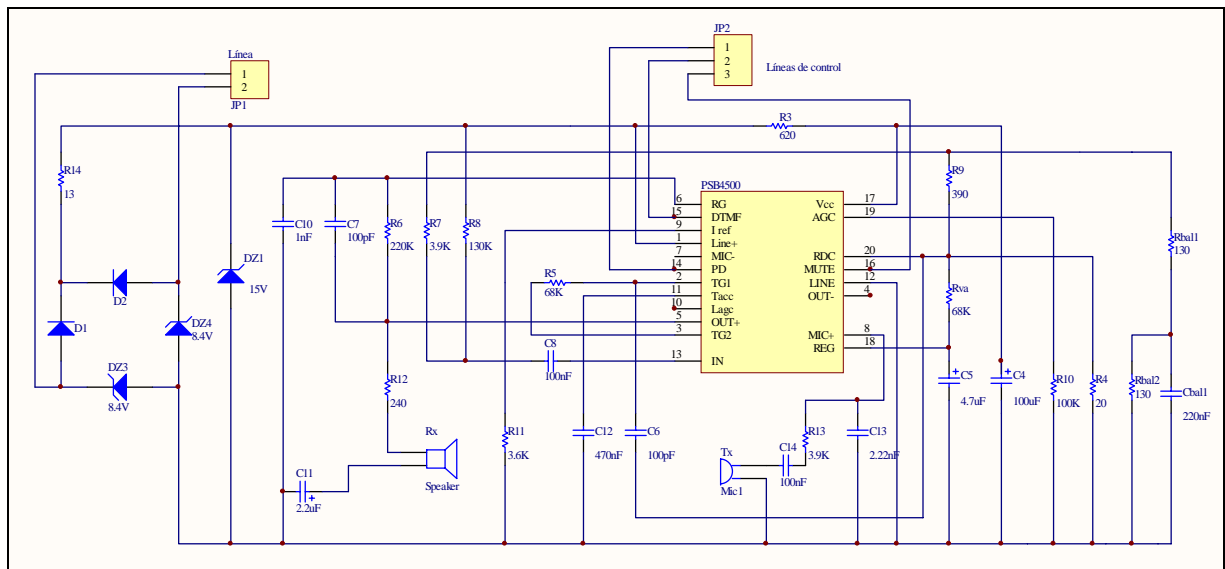 JP2
1
2
3
Líneas de control
Línea
1
2
JP1
R3
620
R14
13
PSB4500
R9
390
6 RG
15 DTMF
9 I ref
1 Line+
7 MIC-
14 PD
2 TG1
11 Tacc
10 Lagc
5 OUT+
3 TG2
13 IN
Vcc 17
AGC 19
RDC 20
MUTE 16
LINE 12
OUT- 4
MIC+ 8
REG 18
C10
1nF
C7
100pF
R6
220K
R7
3.9K
R8
130K
Rbal1
130
DZ1
15V
R5
68K
Rva
68K
D2
D1
DZ4
8.4V
DZ3
8.4V
C8
100nF
R12
240
C5
+
4.7uF
C4
+
100uF
R10
100K
R4
20
Rbal2
130
Cbal1
220nF
Rx
Speaker
R11
3.6K
C12
470nF
C6
100pF
Tx
Mic1
C14
100nF
R13
3.9K
C13
2.22nF
C11
+
2.2uF